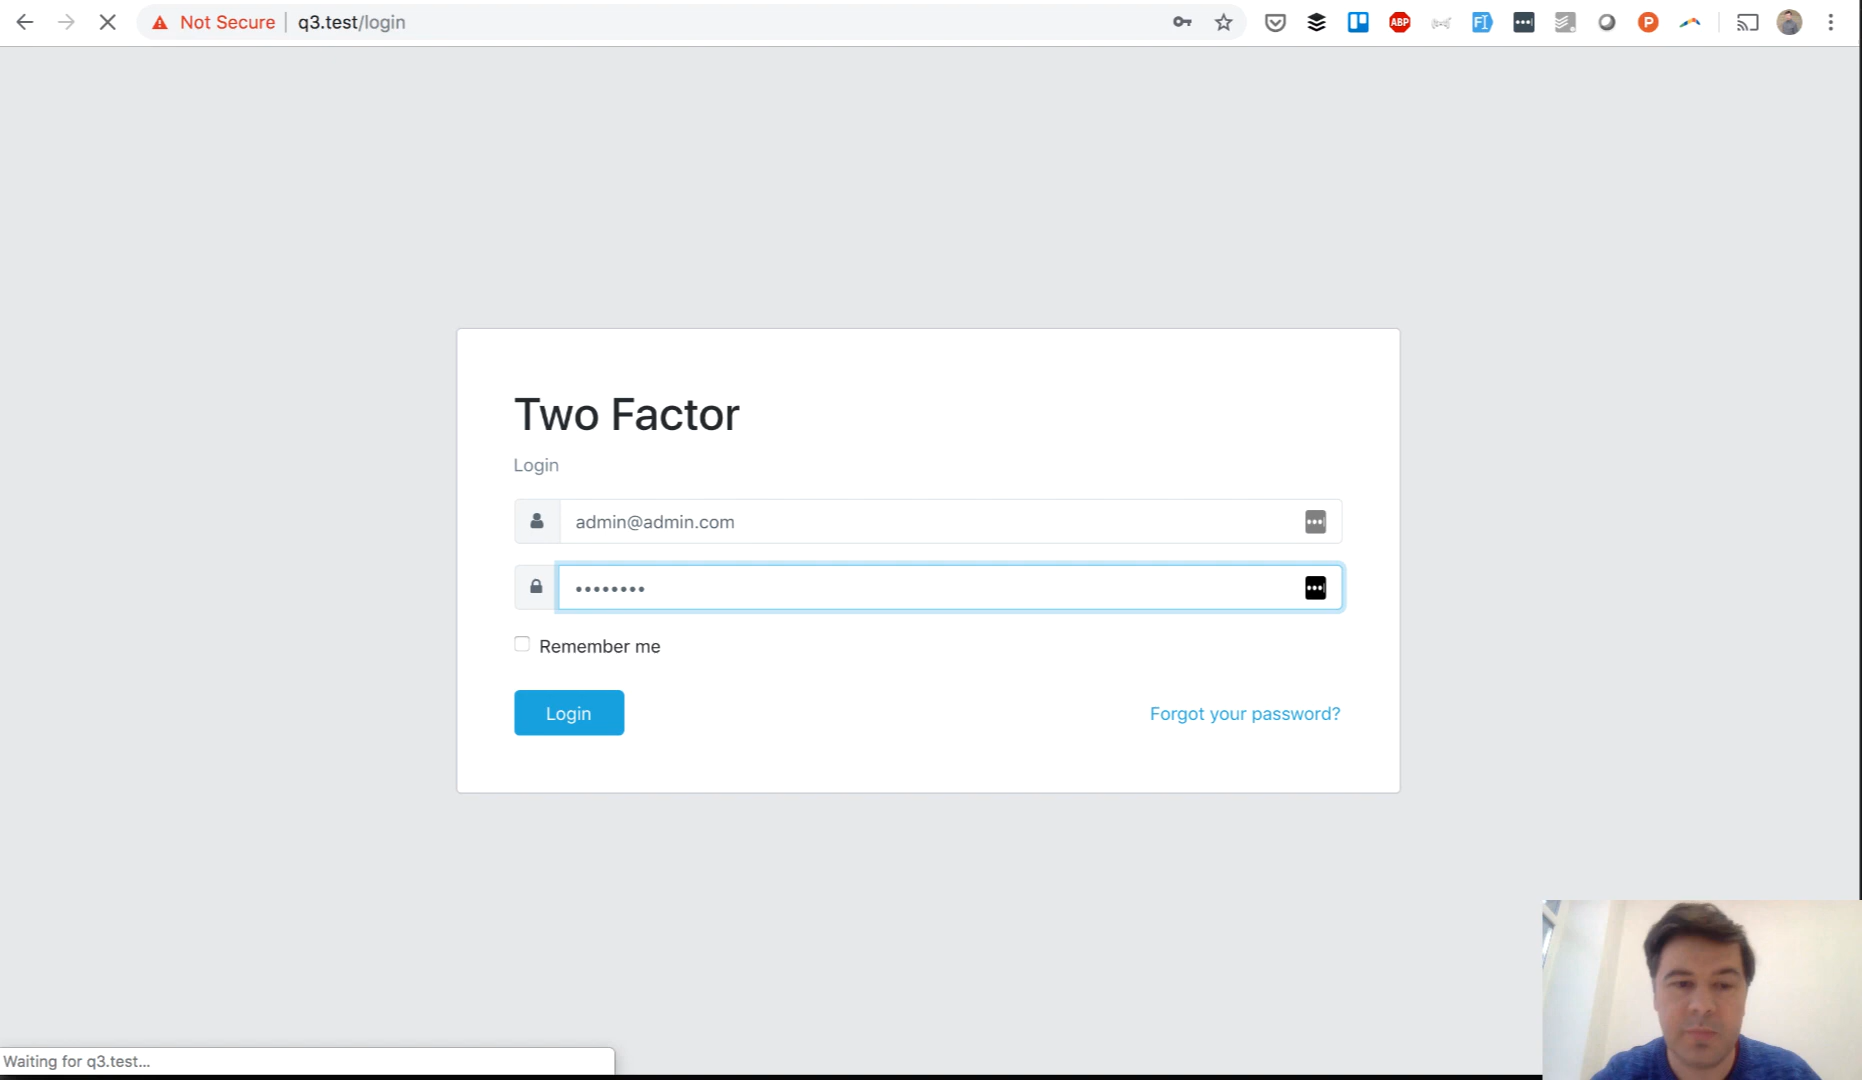 Not Secure | q3.test/login
ABP
Two Factor
Login
admin@admin.com
••••••••
Remember me
Login
Forgot your password?
Waiting for q3.test...